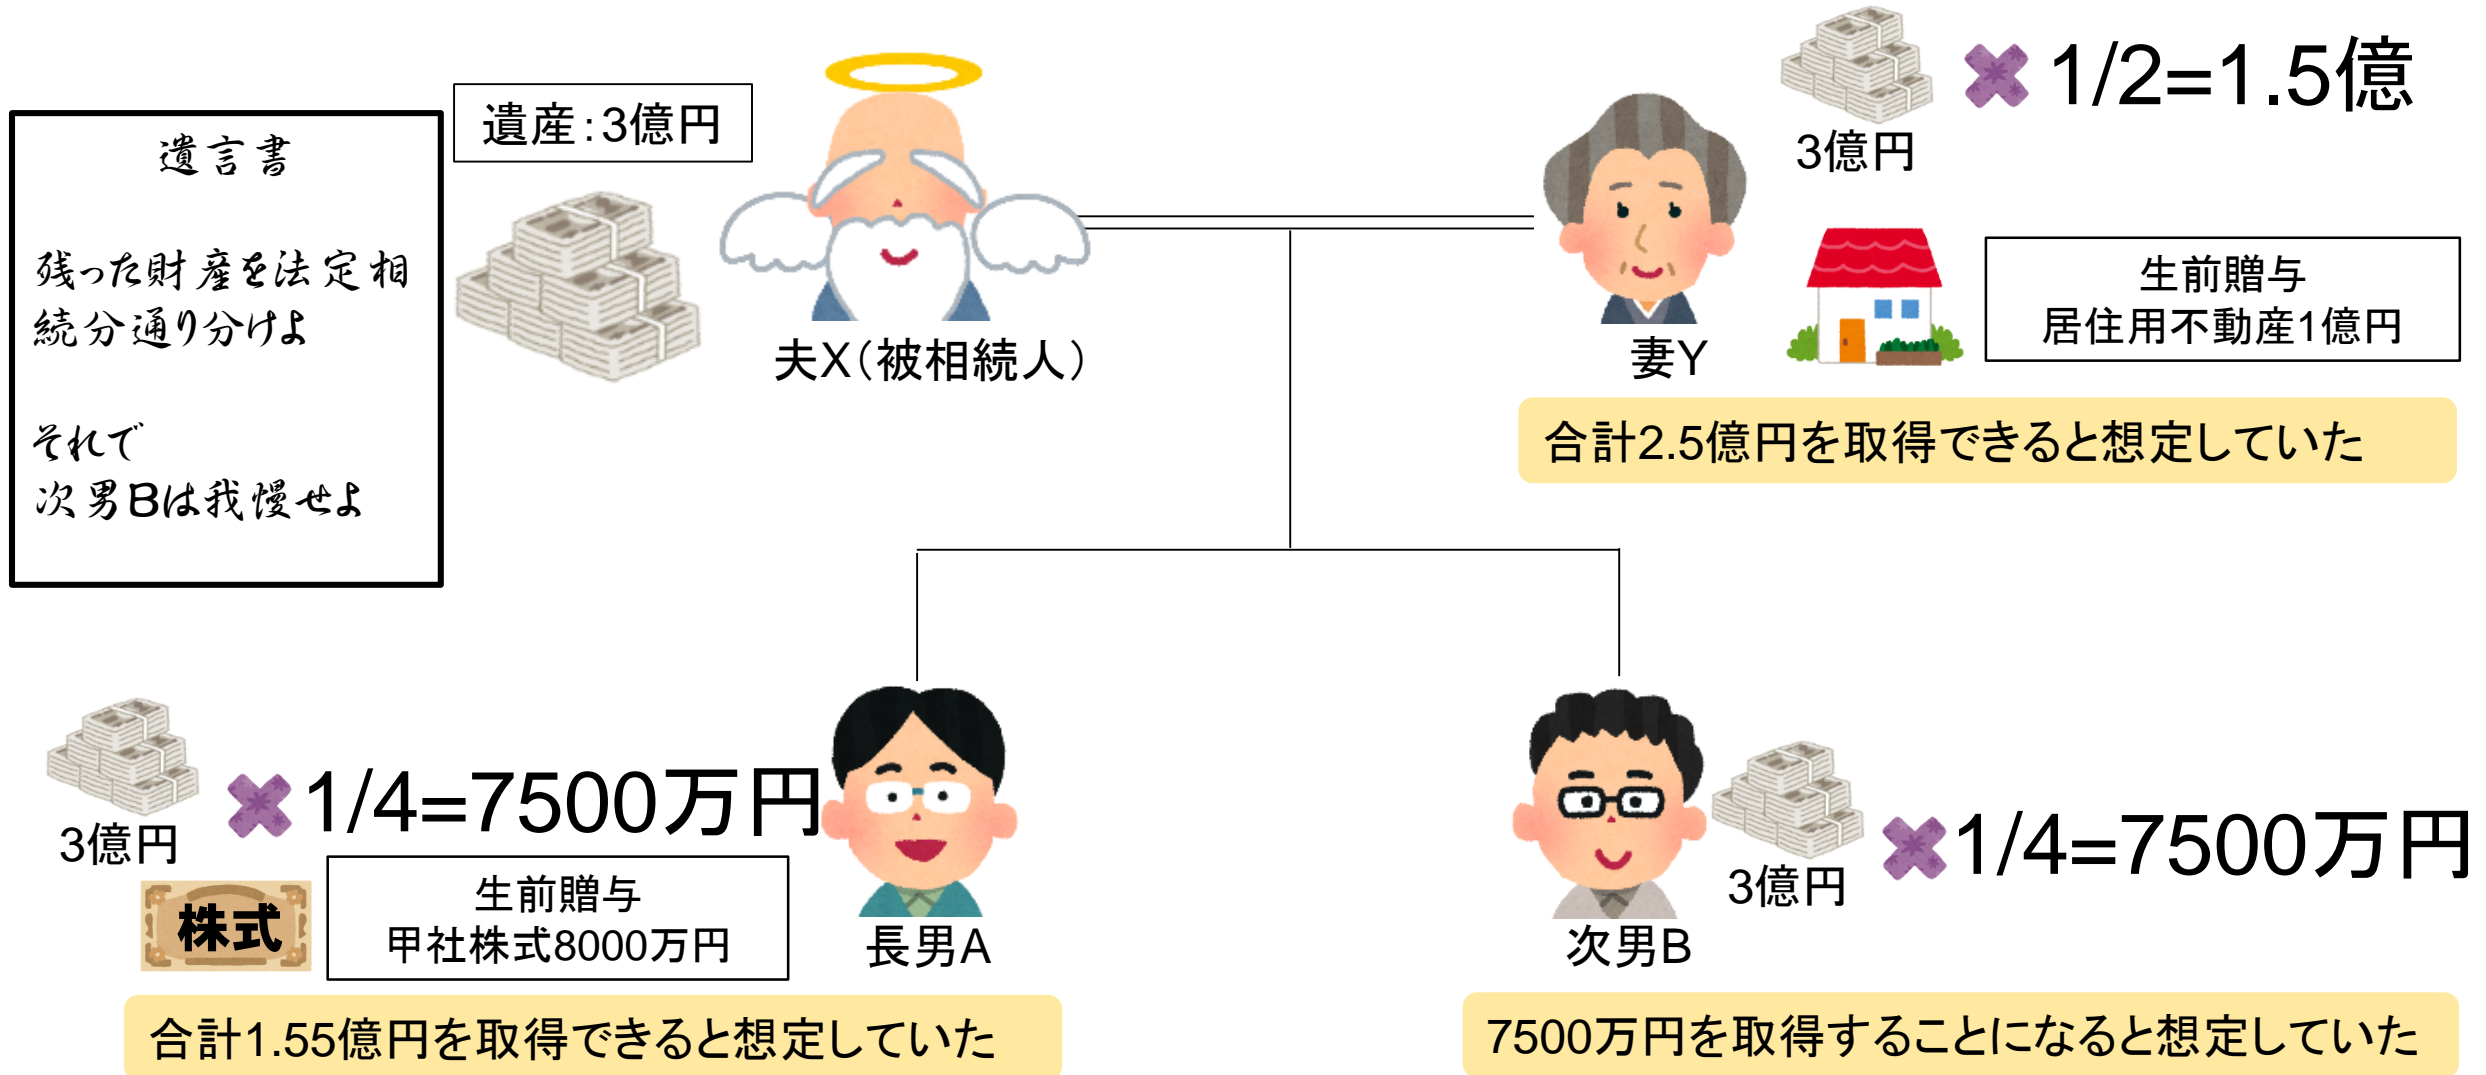 遺言書
残った財産を法定相
続分通り分けよ
それで
次男Bは我慢せよ
遺産:3億円
夫X(被相続人)
3億円
1/2=1.5億
妻Y
生前贈与
居住用不動産1億円
合計2.5億円を取得できると想定していた
3億円
1/4=7500万円
株式
生前贈与
甲社株式8000万円
長男A
合計1.55億円を取得できると想定していた
次男B
3億円
1/4=7500万円
7500万円を取得することになると想定していた